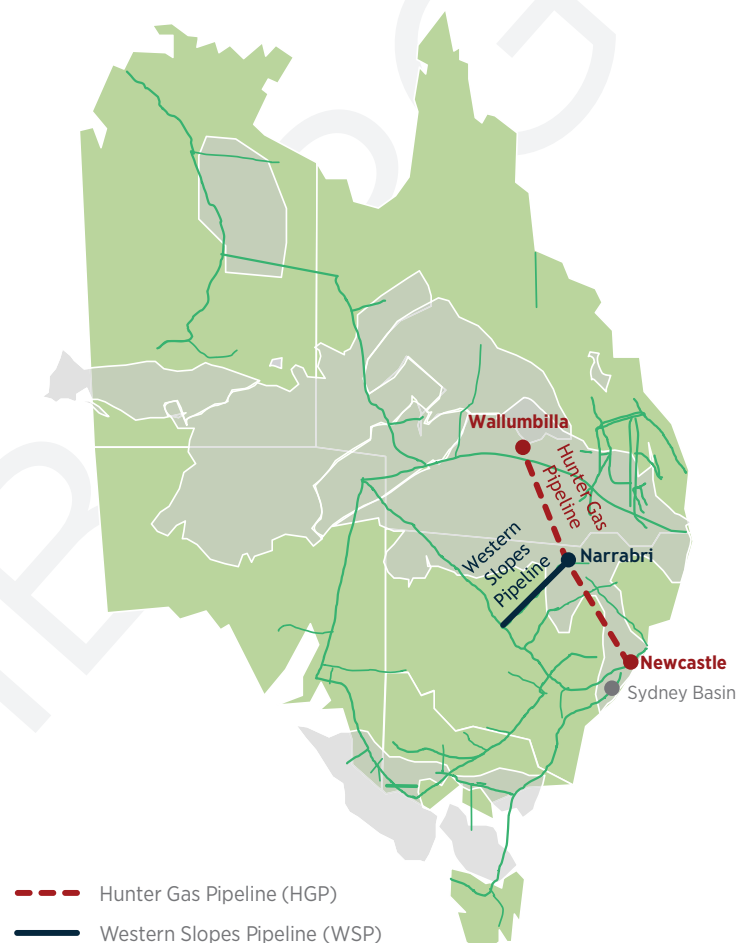 Wallumbilla
Hunter Gas
Pipeline
Western
Slopes
Pipeline
Narrabri
Newcastle
Sydney Basin
Hunter Gas Pipeline (HGP)
Western Slopes Pipeline (WSP)